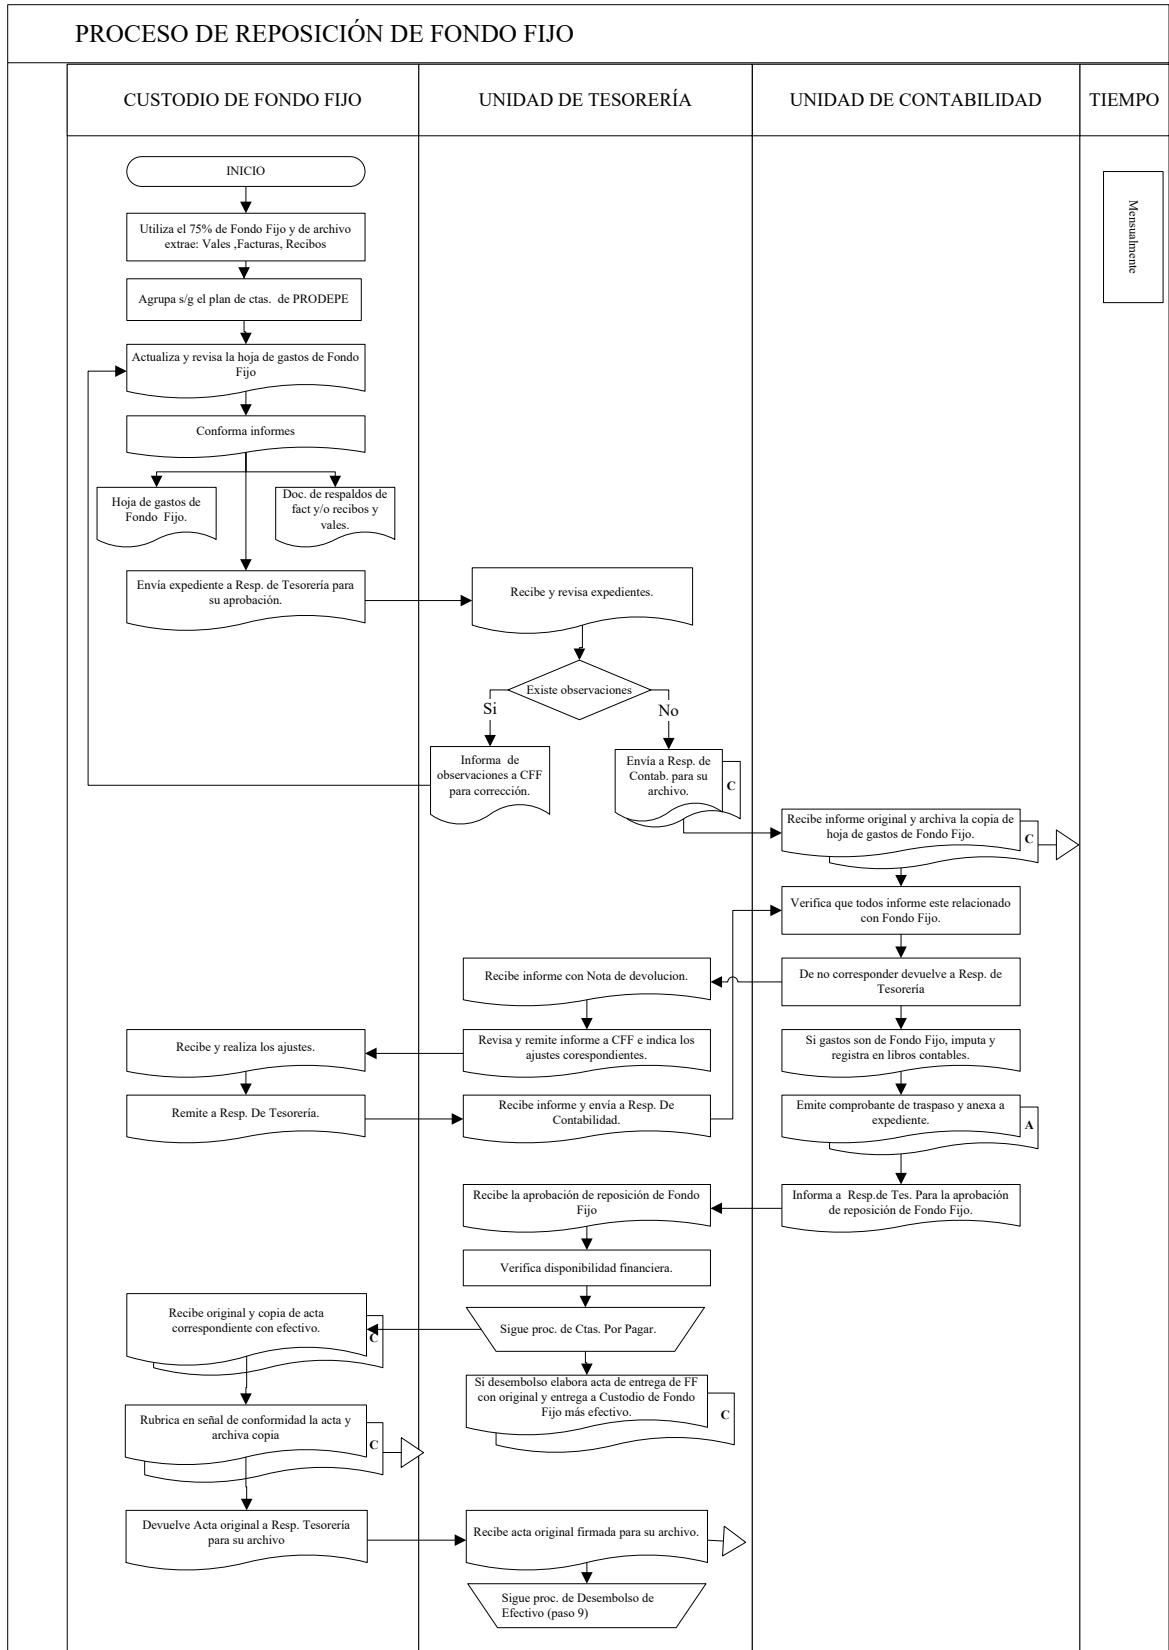 PROCESO DE REPOSICIÓN DE FONDO FIJO
CUSTODIO DE FONDO FIJO
UNIDAD DE TESORERÍA
UNIDAD DE CONTABILIDAD
TIEMPO
Mensualmente
INICIO
Utiliza el 75% de Fondo Fijo y de archivo
extrae: Vales ,Facturas, Recibos
Agrupa s/g el plan de ctas. de PRODEPE
Actualiza y revisa la hoja de gastos de Fondo
Fijo
Conforma informes
Hoja de gastos de
Fondo Fijo.
Doc. de respaldos de
fact y/o recibos y
vales.
Envía expediente a Resp. de Tesorería para
su aprobación.
Recibe y revisa expedientes.
Existe observaciones
Si
No
Informa de
observaciones a CFF
para corrección.
Envía a Resp. de
Contab. para su
archivo.
C
Recibe informe original y archiva la copia de
hoja de gastos de Fondo Fijo.
C
Verifica que todos informe este relacionado
con Fondo Fijo.
De no corresponder devuelve a Resp. de
Tesorería
Recibe informe con Nota de devolucion.
Revisa y remite informe a CFF e indica los
ajustes corespondientes.
Recibe y realiza los ajustes.
Remite a Resp. De Tesorería.
Recibe informe y envía a Resp. De
Contabilidad.
Si gastos son de Fondo Fijo, imputa y
registra en libros contables.
Emite comprobante de traspaso y anexa a
expediente.
A
Informa a Resp.de Tes. Para la aprobación
de reposición de Fondo Fijo.
Recibe la aprobación de reposición de Fondo
Fijo
Verifica disponibilidad financiera.
Sigue proc. de Ctas. Por Pagar.
Si desembolso elabora acta de entrega de FF
con original y entrega a Custodio de Fondo
Fijo más efectivo.
C
Recibe original y copia de acta
correspondiente con efectivo.
C
Rubrica en señal de conformidad la acta y
archiva copia
C
Devuelve Acta original a Resp. Tesorería
para su archivo
Recibe acta original firmada para su archivo.
Sigue proc. de Desembolso de
Efectivo (paso 9)